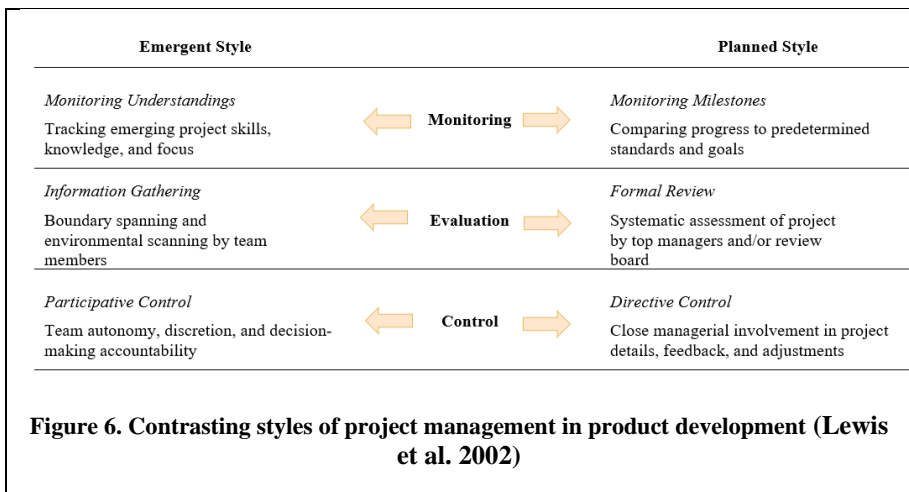 Emergent Style
Planned Style
Monitoring Understandings
Tracking emerging project skills,
knowledge, and focus
Monitoring
Monitoring Milestones
Comparing progress to predetermined
standards and goals
Information Gathering
Boundary spanning and
environmental scanning by team
members
Evaluation
Formal Review
Systematic assessment of project
by top managers and/or review
board
Participative Control
Team autonomy, discretion, and decision-
making accountability
Control
Directive Control
Close managerial involvement in project
details, feedback, and adjustments
Figure 6. Contrasting styles of project management in product development (Lewis
et al. 2002)